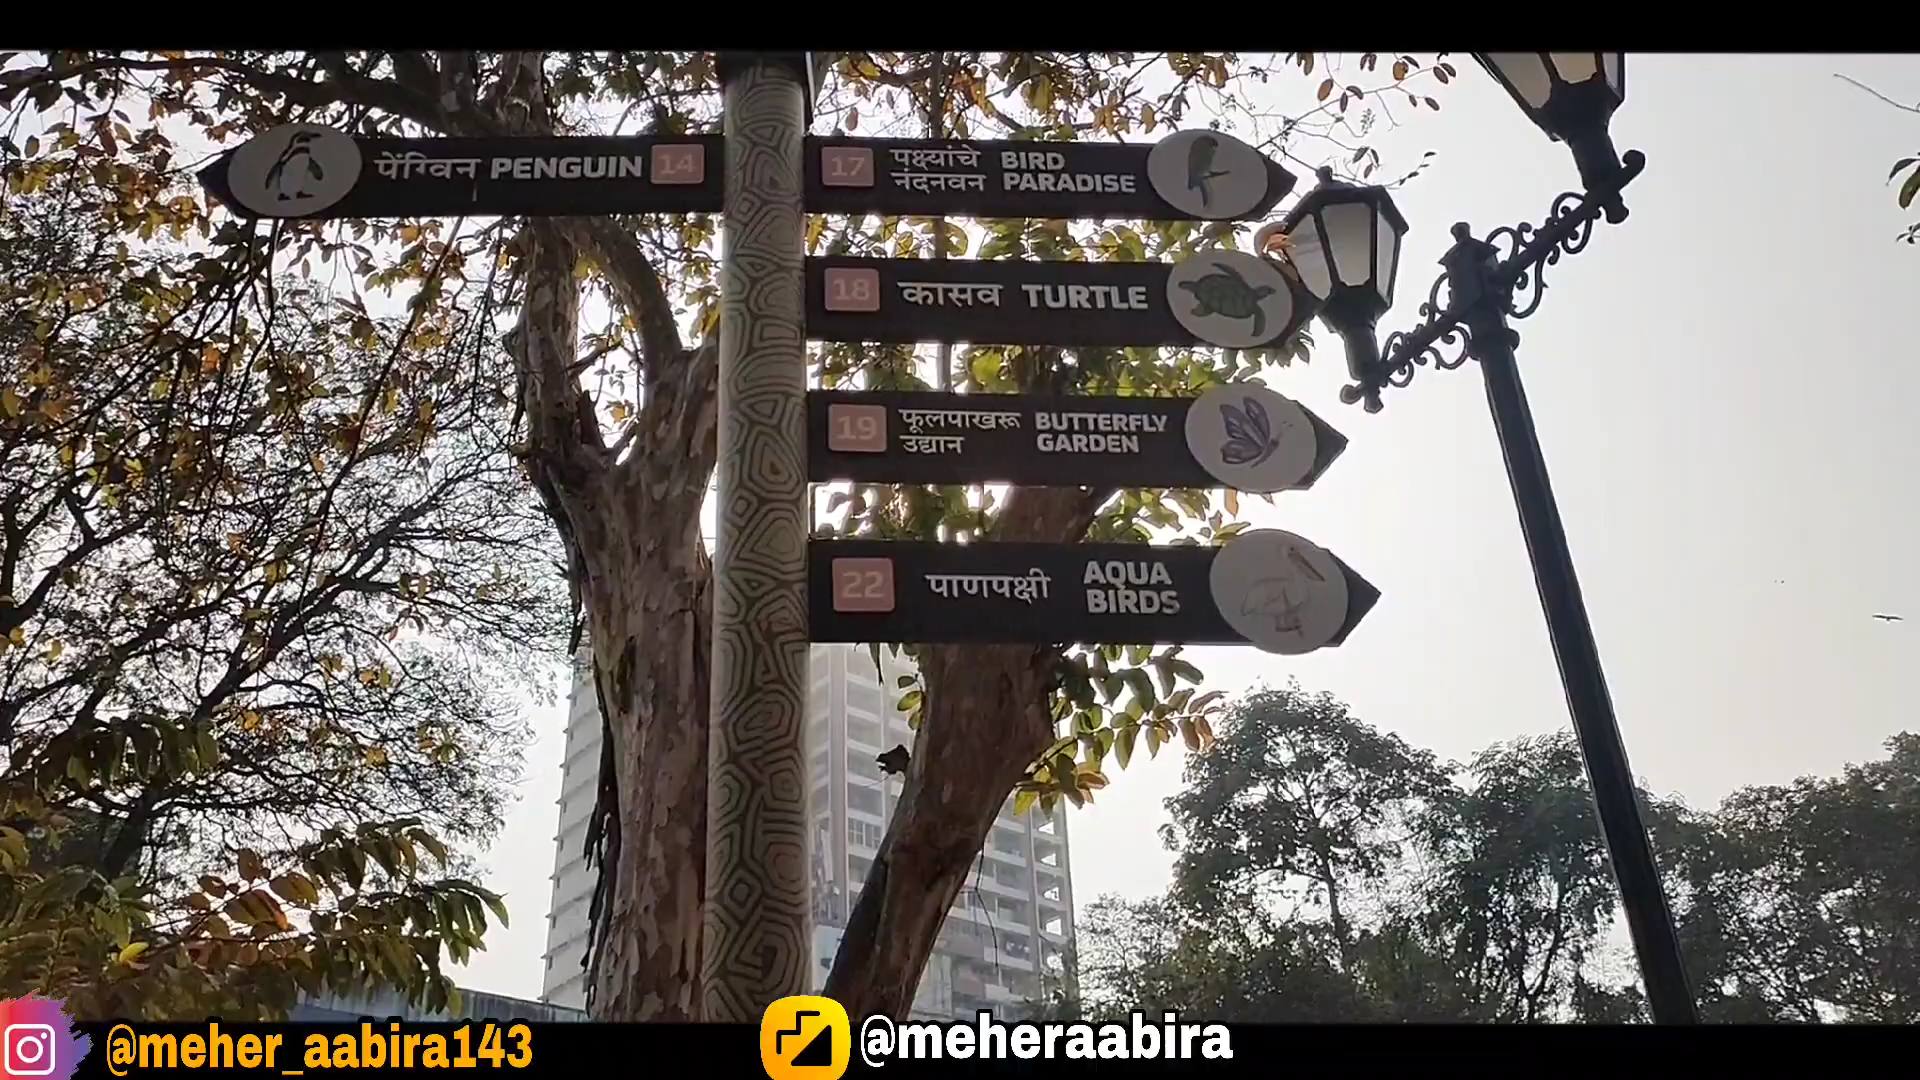 पेंग्विन PENGUIN 14
17 पक्ष्यांचे BIRD
नंदनवन PARADISE
18 कासव TURTLE
19 फूलपाखरू BUTTERFLY
उद्यान GARDEN
22 पाणपक्षी AQUA
BIRDS
@meher_aabira143
@meheraabira